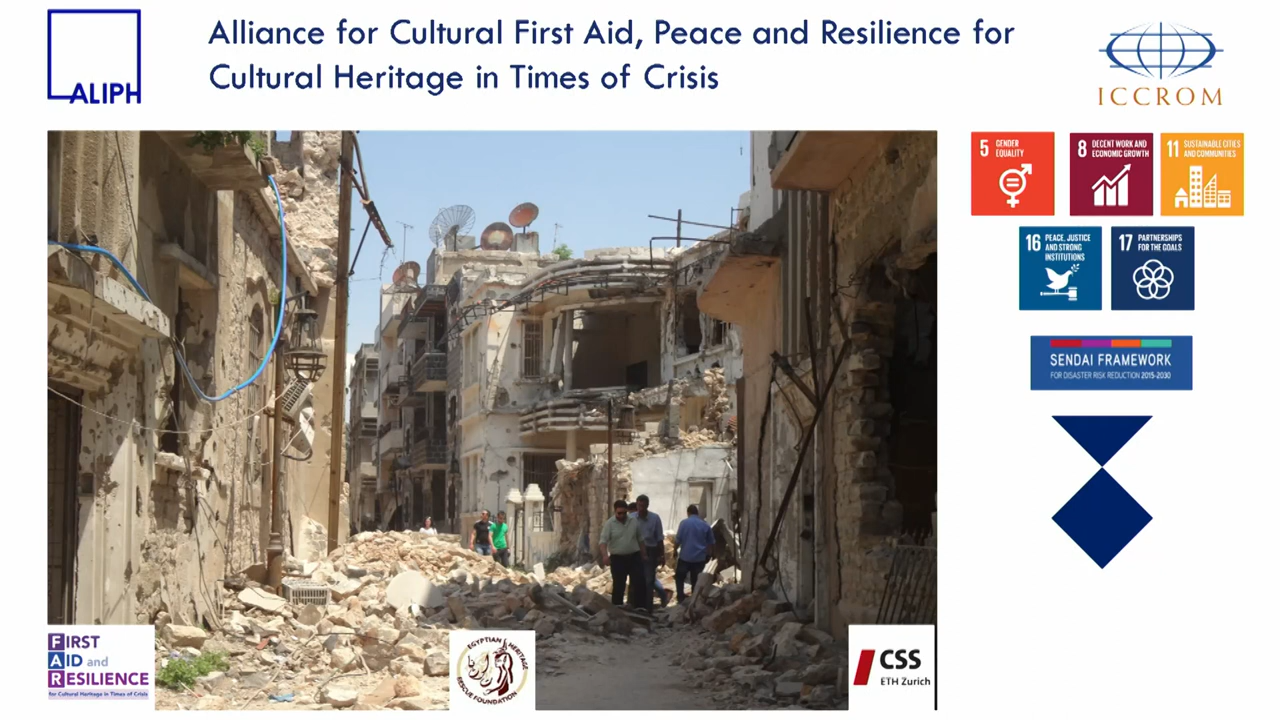 ALIPH
Alliance for Cultural First Aid, Peace and Resilience for
Cultural Heritage in Times of Crisis
ICCROM
5 GENDER
EQUALITY
8 DECENT WORK AND
ECONOMIC GROWTH
11 SUSTAINABLE CITIES
AND COMMUNITIES
16 PEACE, JUSTICE
AND STRONG
INSTITUTIONS
17 PARTNERSHIPS
FOR THE GOALS
SENDAI FRAMEWORK
FOR DISASTER RISK REDUCTION 2015-2030
FIRST
AID and
RESILIENCE
for Cultural Heritage in Times of Crisis
EGYPTIAN HERITAGE
RESCUE FOUNDATION
CSS
ETH Zurich